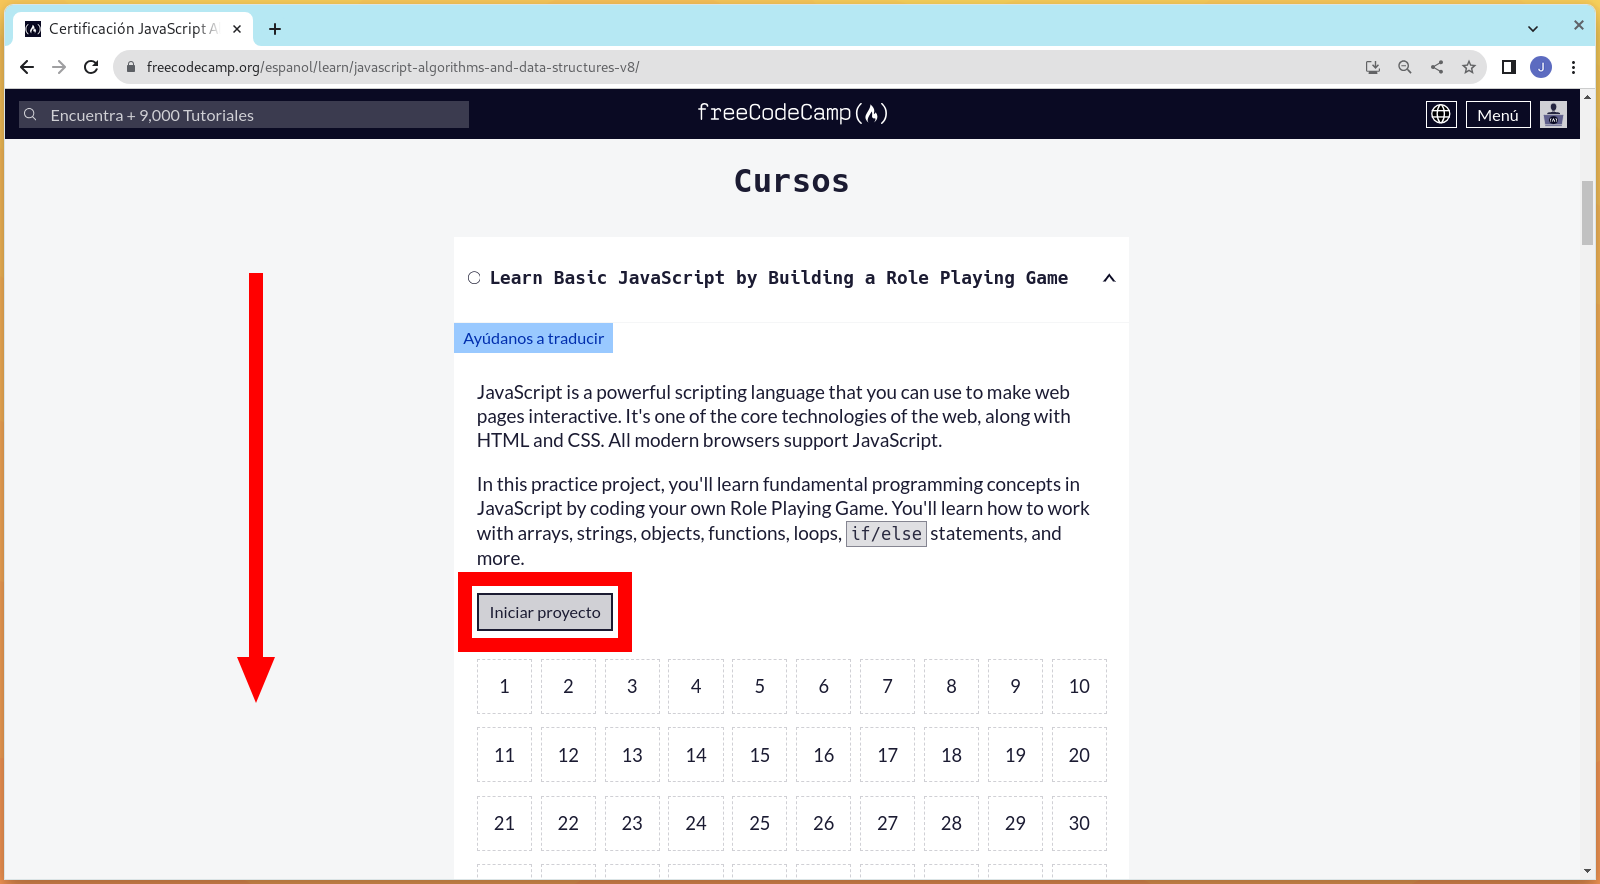 Certificación JavaScript A
freecodecamp.org/espanol/learn/javascript-algorithms-and-data-structures-v8/
J
Encuentra + 9,000 Tutoriales
freeCodeCamp
Menú
Cursos
Learn Basic JavaScript by Building a Role Playing Game
Ayúdanos a traducir
JavaScript is a powerful scripting language that you can use to make web
pages interactive. It's one of the core technologies of the web, along with
HTML and CSS. All modern browsers support JavaScript.
In this practice project, you'll learn fundamental programming concepts in
JavaScript by coding your own Role Playing Game. You'll learn how to work
with arrays, strings, objects, functions, loops, if/else statements, and
more.
Iniciar proyecto
1 2 3 4 5 6 7 8 9 10
11 12 13 14 15 16 17 18 19 20
21 22 23 24 25 26 27 28 29 30